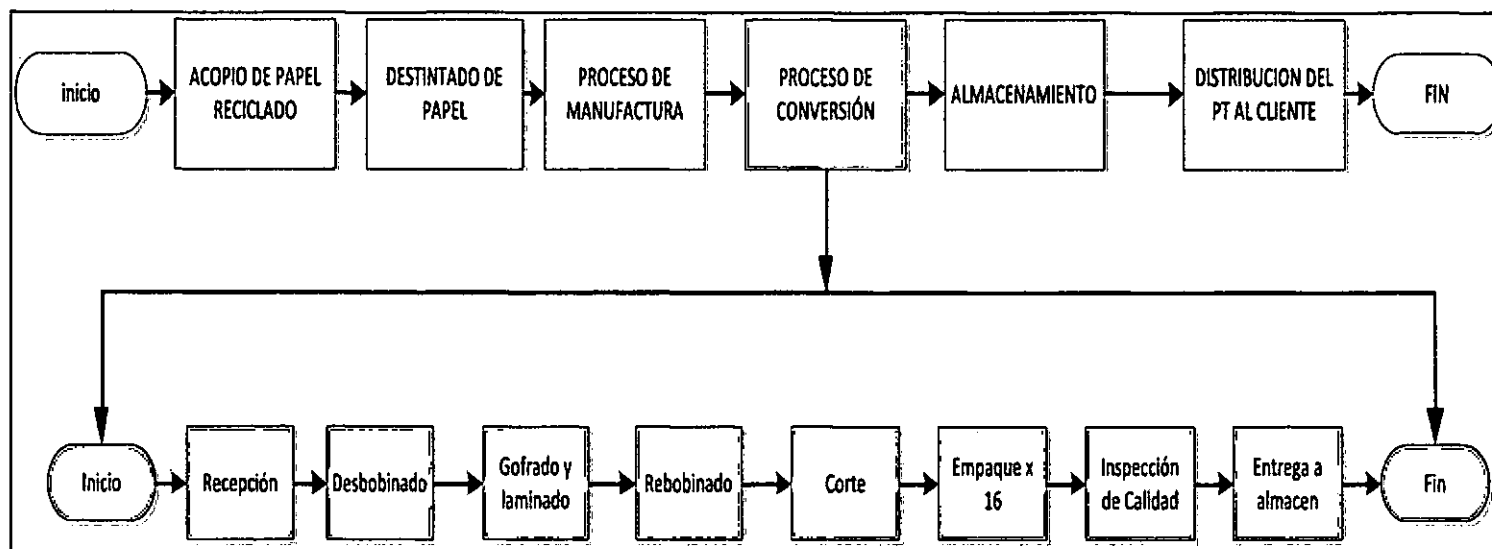 inicio
ACOPIO DE PAPEL
RECICLADO
DESTINTADO DE
PAPEL
PROCESO DE
MANUFACTURA
PROCESO DE
CONVERSIÓN
ALMACENAMIENTO
DISTRIBUCION DEL
PT AL CLIENTE
FIN
Inicio
Recepción
Desbobinado
Gofrado y
laminado
Rebobinado
Corte
Empaque x
16
Inspección
de Calidad
Entrega a
almacen
Fin